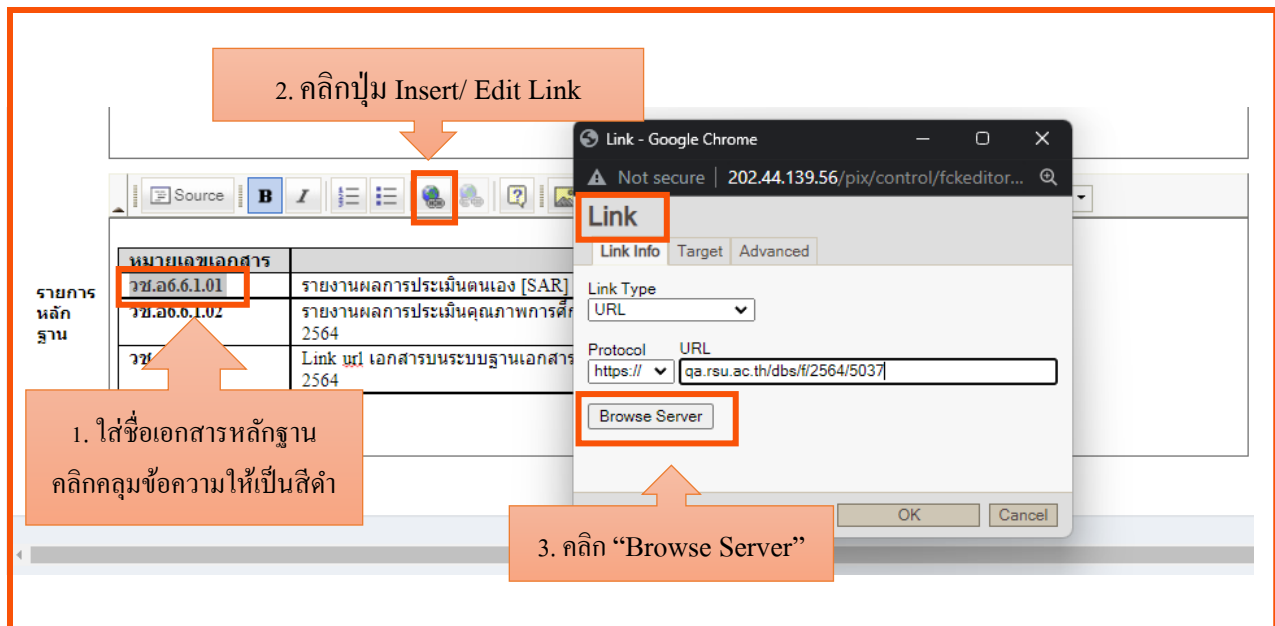 2. คลิกปุ่ม Insert/ Edit Link
Link - Google Chrome
Not secure | 202.44.139.56/pix/control/fckeditor...
Source B I
Link
Link Info Target Advanced
หมายเลขเอกสาร
วช.อ6.6.1.01 รายงานผลการประเมินตนเอง [SAR]
Link Type
URL
รายการ
หลัก
ฐาน
วช.อ6.6.1.02
รายงานผลการประเมินคุณภาพการศึ
2564
Protocol URL
https:// qa.rsu.ac.th/dbs/f/2564/5037
วช.
Link url เอกสารบนระบบฐานเอกสาร
2564
Browse Server
1. ใส่ชื่อเอกสารหลักฐาน
คลิกคลุมข้อความให้เป็นสีดำ
OK Cancel
3. คลิก “Browse Server”